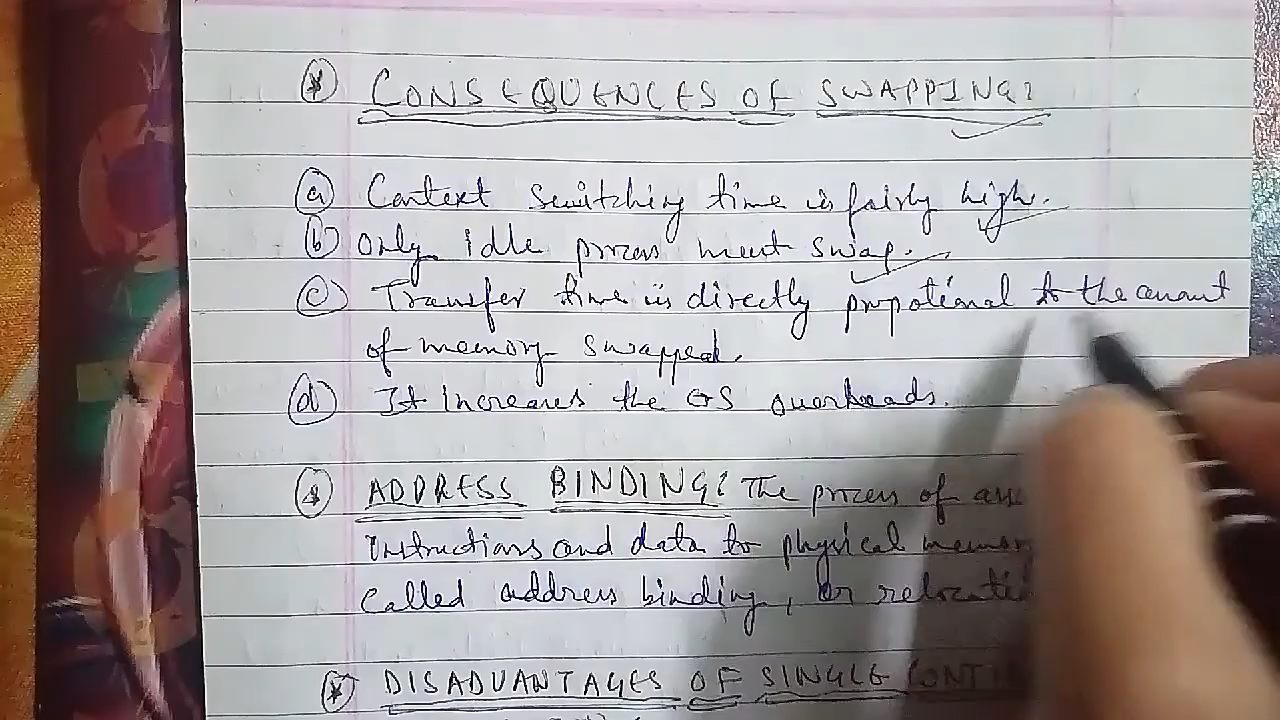 CONSEQUENCES OF SWAPPING:
(a) Context switching time is fairly high.
(b) Only idle process must swap.
(c) Transfer time is directly propotional to the amount
of memory swapped.
(d) It increases the OS overheads.
ADDRESS BINDING: The process of
instructions and data to physical
called address binding, or
DISADVANTAGES OF SINGLE